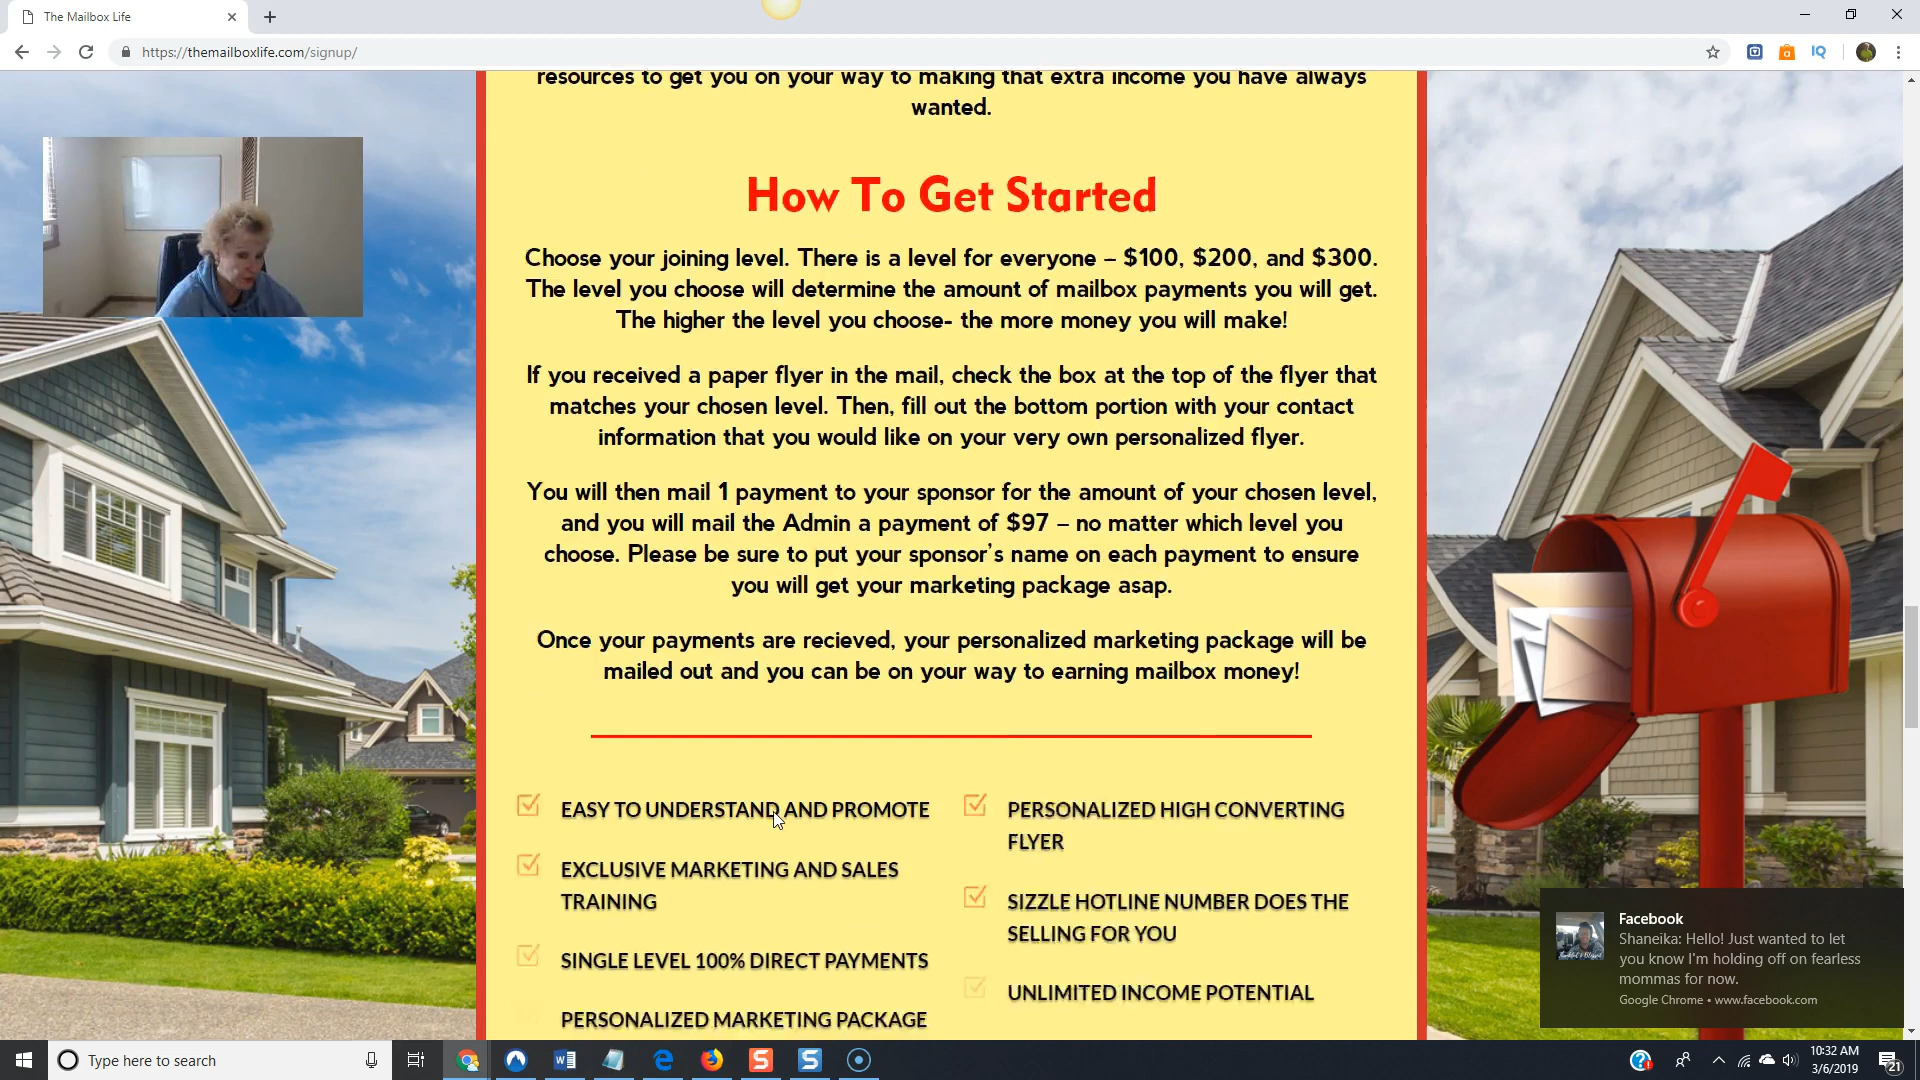 The Mailbox Life
https://themailboxlife.com/signup/
resources to get you on your way to making that extra income you have always
wanted.
How To Get Started
Choose your joining level. There is a level for everyone – $100, $200, and $300.
The level you choose will determine the amount of mailbox payments you will get.
The higher the level you choose- the more money you will make!
If you received a paper flyer in the mail, check the box at the top of the flyer that
matches your chosen level. Then, fill out the bottom portion with your contact
information that you would like on your very own personalized flyer.
You will then mail 1 payment to your sponsor for the amount of your chosen level,
and you will mail the Admin a payment of $97 – no matter which level you
choose. Please be sure to put your sponsor's name on each payment to ensure
you will get your marketing package asap.
Once your payments are recieved, your personalized marketing package will be
mailed out and you can be on your way to earning mailbox money!
EASY TO UNDERSTAND AND PROMOTE
EXCLUSIVE MARKETING AND SALES
TRAINING
SINGLE LEVEL 100% DIRECT PAYMENTS
PERSONALIZED MARKETING PACKAGE
PERSONALIZED HIGH CONVERTING
FLYER
SIZZLE HOTLINE NUMBER DOES THE
SELLING FOR YOU
UNLIMITED INCOME POTENTIAL
Facebook
Shaneika: Hello! Just wanted to let
you know I'm holding off on fearless
mommas for now.
Google Chrome • www.facebook.com
Type here to search
10:32 AM
3/6/2019
21